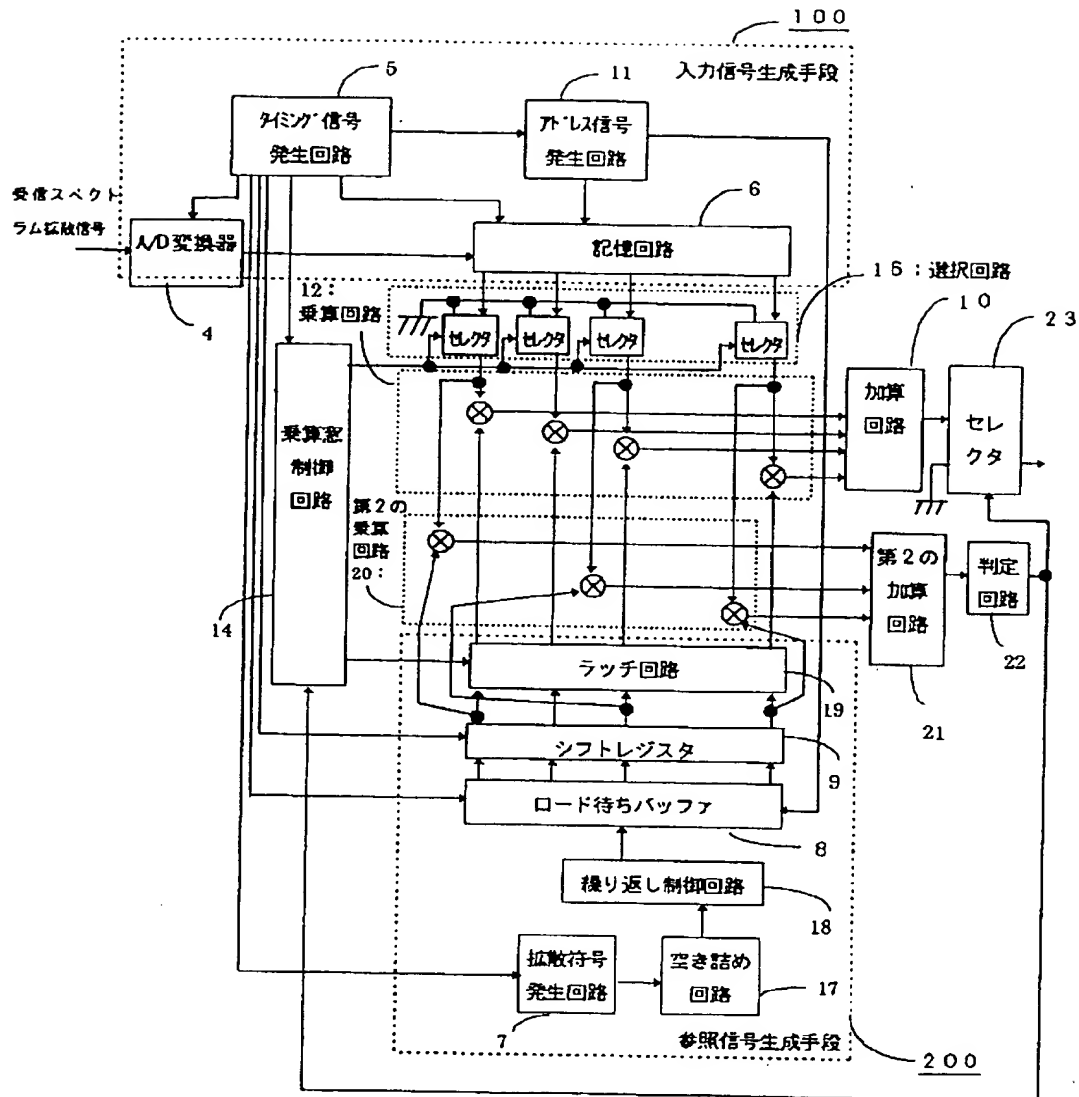 100
入力信号生成手段
5
11
タイミング信号
発生回路
アドレス信号
発生回路
受信スペクト
ラム拡散信号
A/D変換器
4
6
記憶回路
12:
乗算回路
セレクタ
セレクタ
セレクタ
セレクタ
15:選択回路
10
加算
回路
23
セレ
クタ
乗算窓
制御
回路
14
第2の
乗算
回路
20:
第2の
加算
回路
21
判定
回路
22
ラッチ回路
19
シフトレジスタ
9
ロード待ちバッファ
8
繰り返し制御回路
18
拡散符号
発生回路
7
空き詰め
回路
17
参照信号生成手段
200